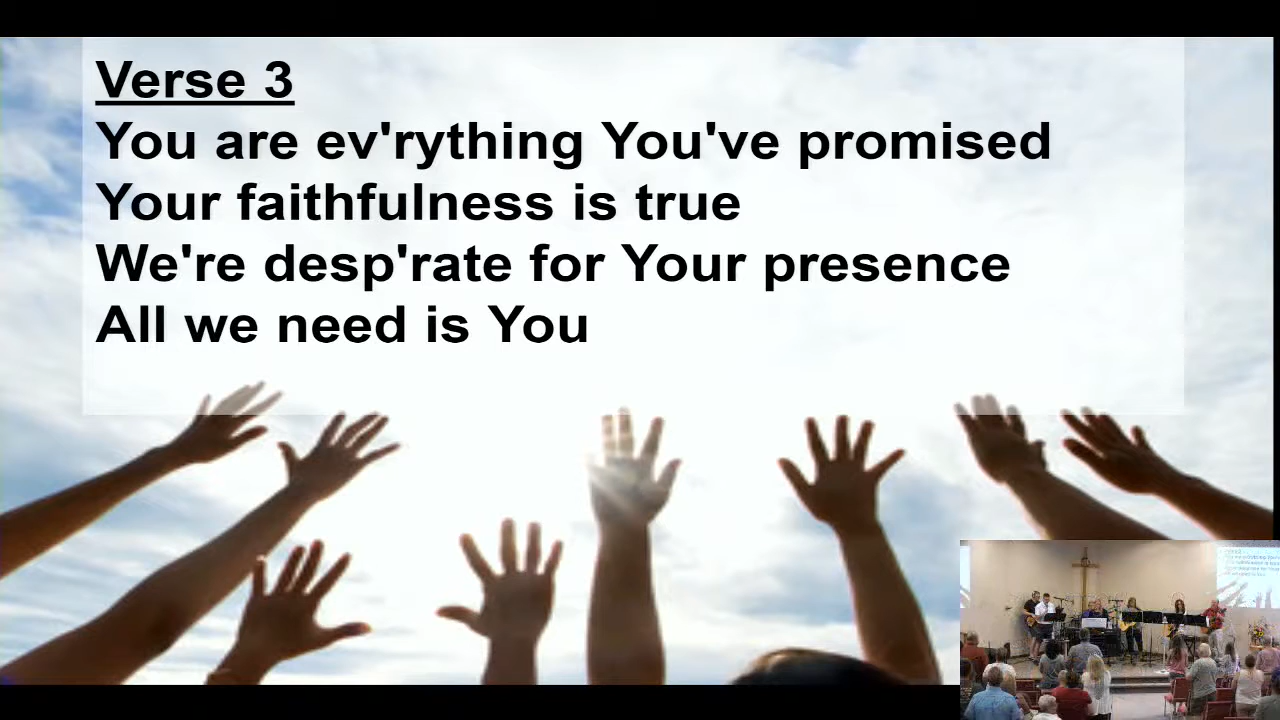 Verse 3
You are ev'rything You've promised
Your faithfulness is true
We're desp'rate for Your presence
All we need is You